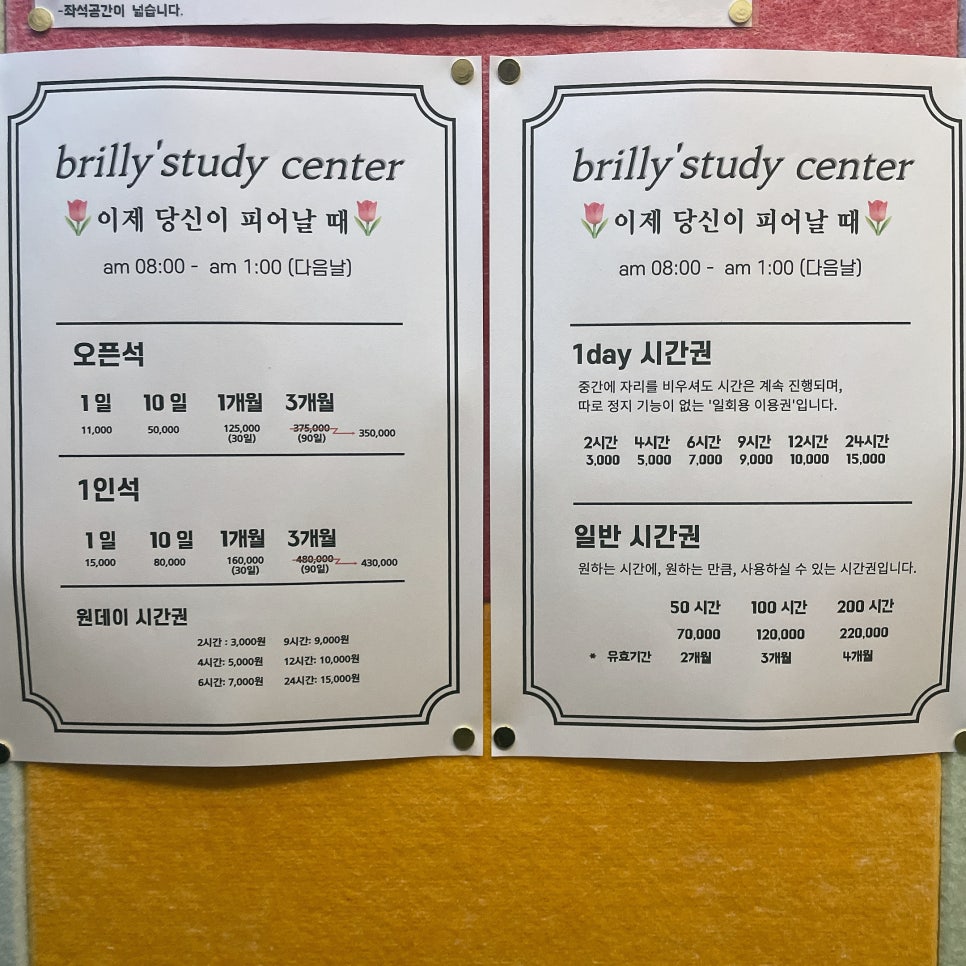 -좌석공간이 넓습니다.
brilly'study center
이제 당신이 피어날 때
am 08:00 - am 1:00 (다음날)
오픈석
1 일 10 일 1개월 3개월
11,000 50,000 125,000 375,000 350,000
(30일) (90일)
1인석
1 일 10 일 1개월 3개월
15,000 80,000 160,000 480,000 430,000
(30일) (90일)
원데이 시간권
2시간 : 3,000원 9시간: 9,000원
4시간: 5,000원 12시간: 10,000원
6시간: 7,000원 24시간: 15,000원
brilly'study center
이제 당신이 피어날 때
am 08:00 - am 1:00 (다음날)
1day 시간권
중간에 자리를 비우셔도 시간은 계속 진행되며,
따로 정지 기능이 없는 '일회용 이용권'입니다.
2시간 4시간 6시간 9시간 12시간 24시간
3,000 5,000 7,000 9,000 10,000 15,000
일반 시간권
원하는 시간에, 원하는 만큼, 사용하실 수 있는 시간권입니다.
50 시간 100 시간 200 시간
70,000 120,000 220,000
* 유효기간 2개월 3개월 4개월